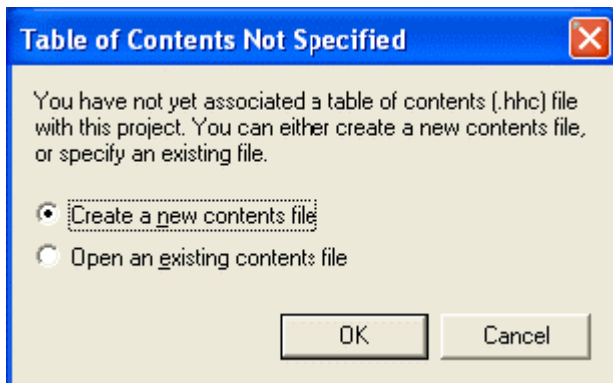 Table of Contents Not Specified
You have not yet associated a table of contents (.hhc) file
with this project. You can either create a new contents file,
or specify an existing file.
Create a new contents file
Open an existing contents file
OK
Cancel